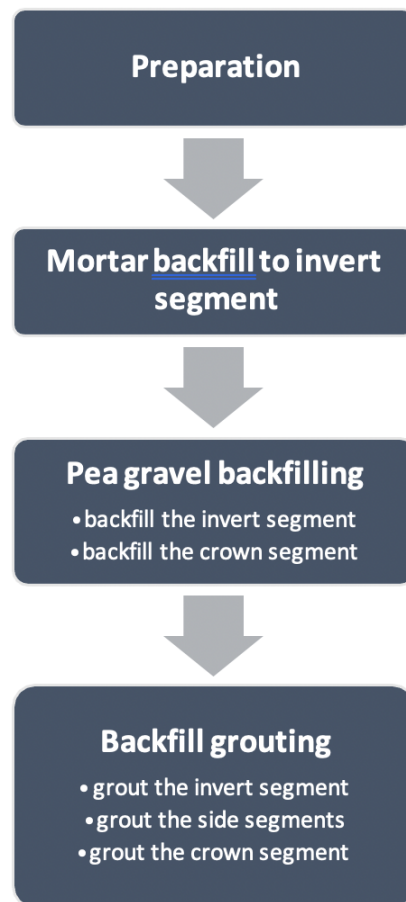 Preparation
Mortar backfill to invert
segment
Pea gravel backfilling
•backfill the invert segment
•backfill the crown segment
Backfill grouting
• grout the invert segment
•grout the side segments
•grout the crown segment